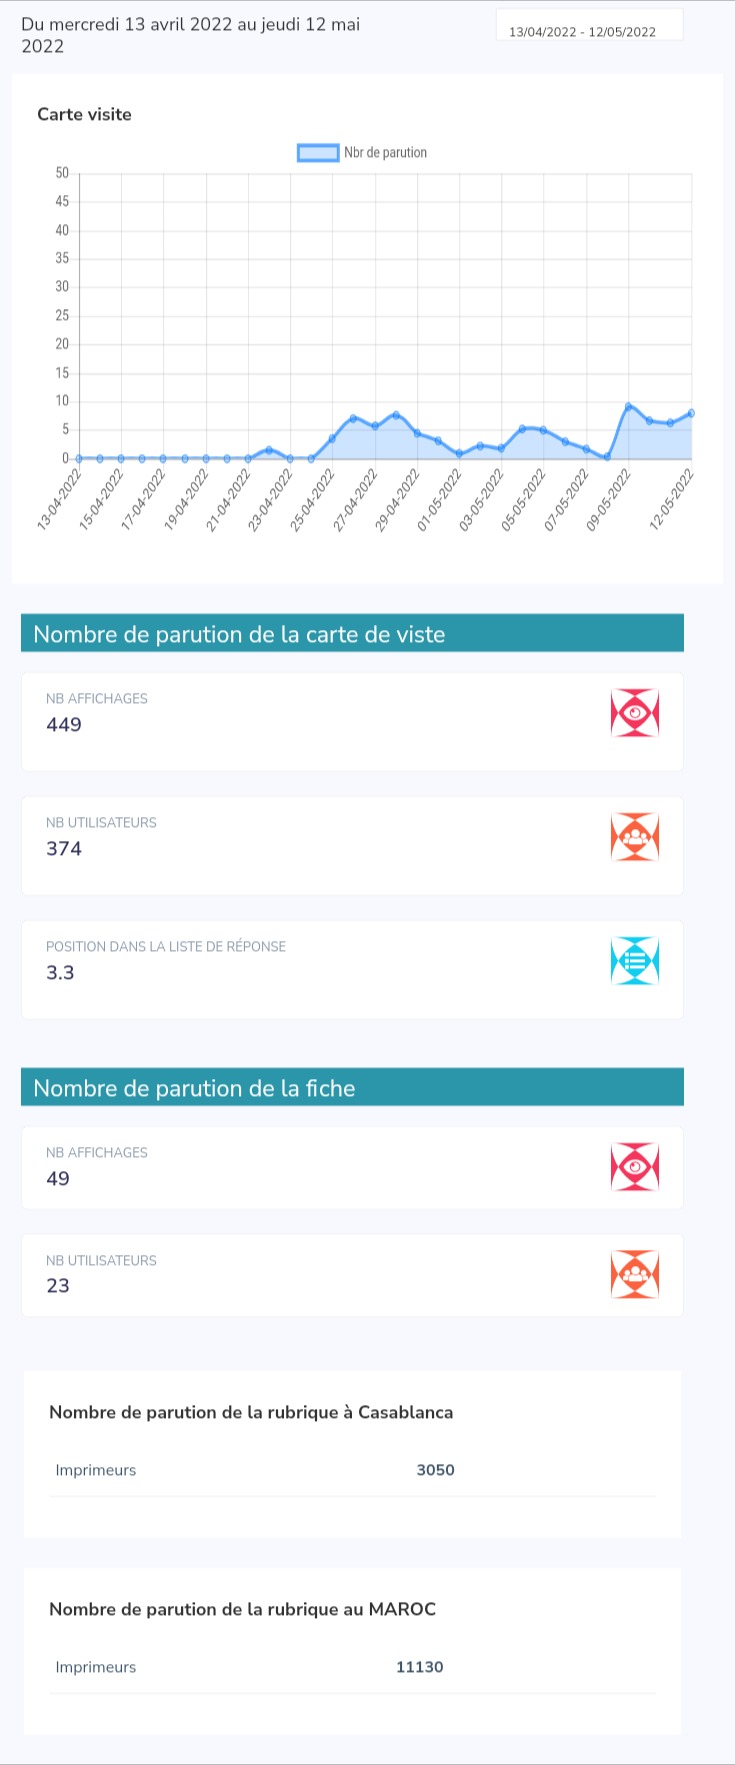 Du mercredi 13 avril 2022 au jeudi 12 mai
2022
13/04/2022 - 12/05/2022
Carte visite
Nbr de parution
50
45
40
35
30
25
20
15
10
5
0
13-04-2022
15-04-2022
17-04-2022
19-04-2022
21-04-2022
23-04-2022
25-04-2022
27-04-2022
29-04-2022
01-05-2022
03-05-2022
05-05-2022
07-05-2022
09-05-2022
12-05-2022
Nombre de parution de la carte de viste
NB AFFICHAGES
449
NB UTILISATEURS
374
POSITION DANS LA LISTE DE RÉPONSE
3.3
Nombre de parution de la fiche
NB AFFICHAGES
49
NB UTILISATEURS
23
Nombre de parution de la rubrique à Casablanca
Imprimeurs 3050
Nombre de parution de la rubrique au MAROC
Imprimeurs 11130